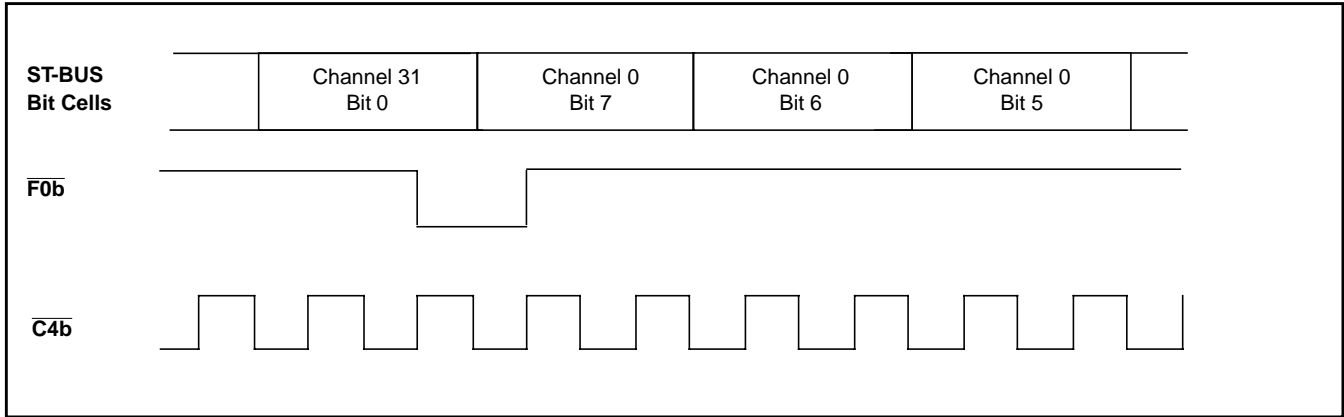 ST-BUS
Bit Cells
Channel 31
Bit 0
Channel 0
Bit 7
Channel 0
Bit 6
Channel 0
Bit 5
F0b
C4b